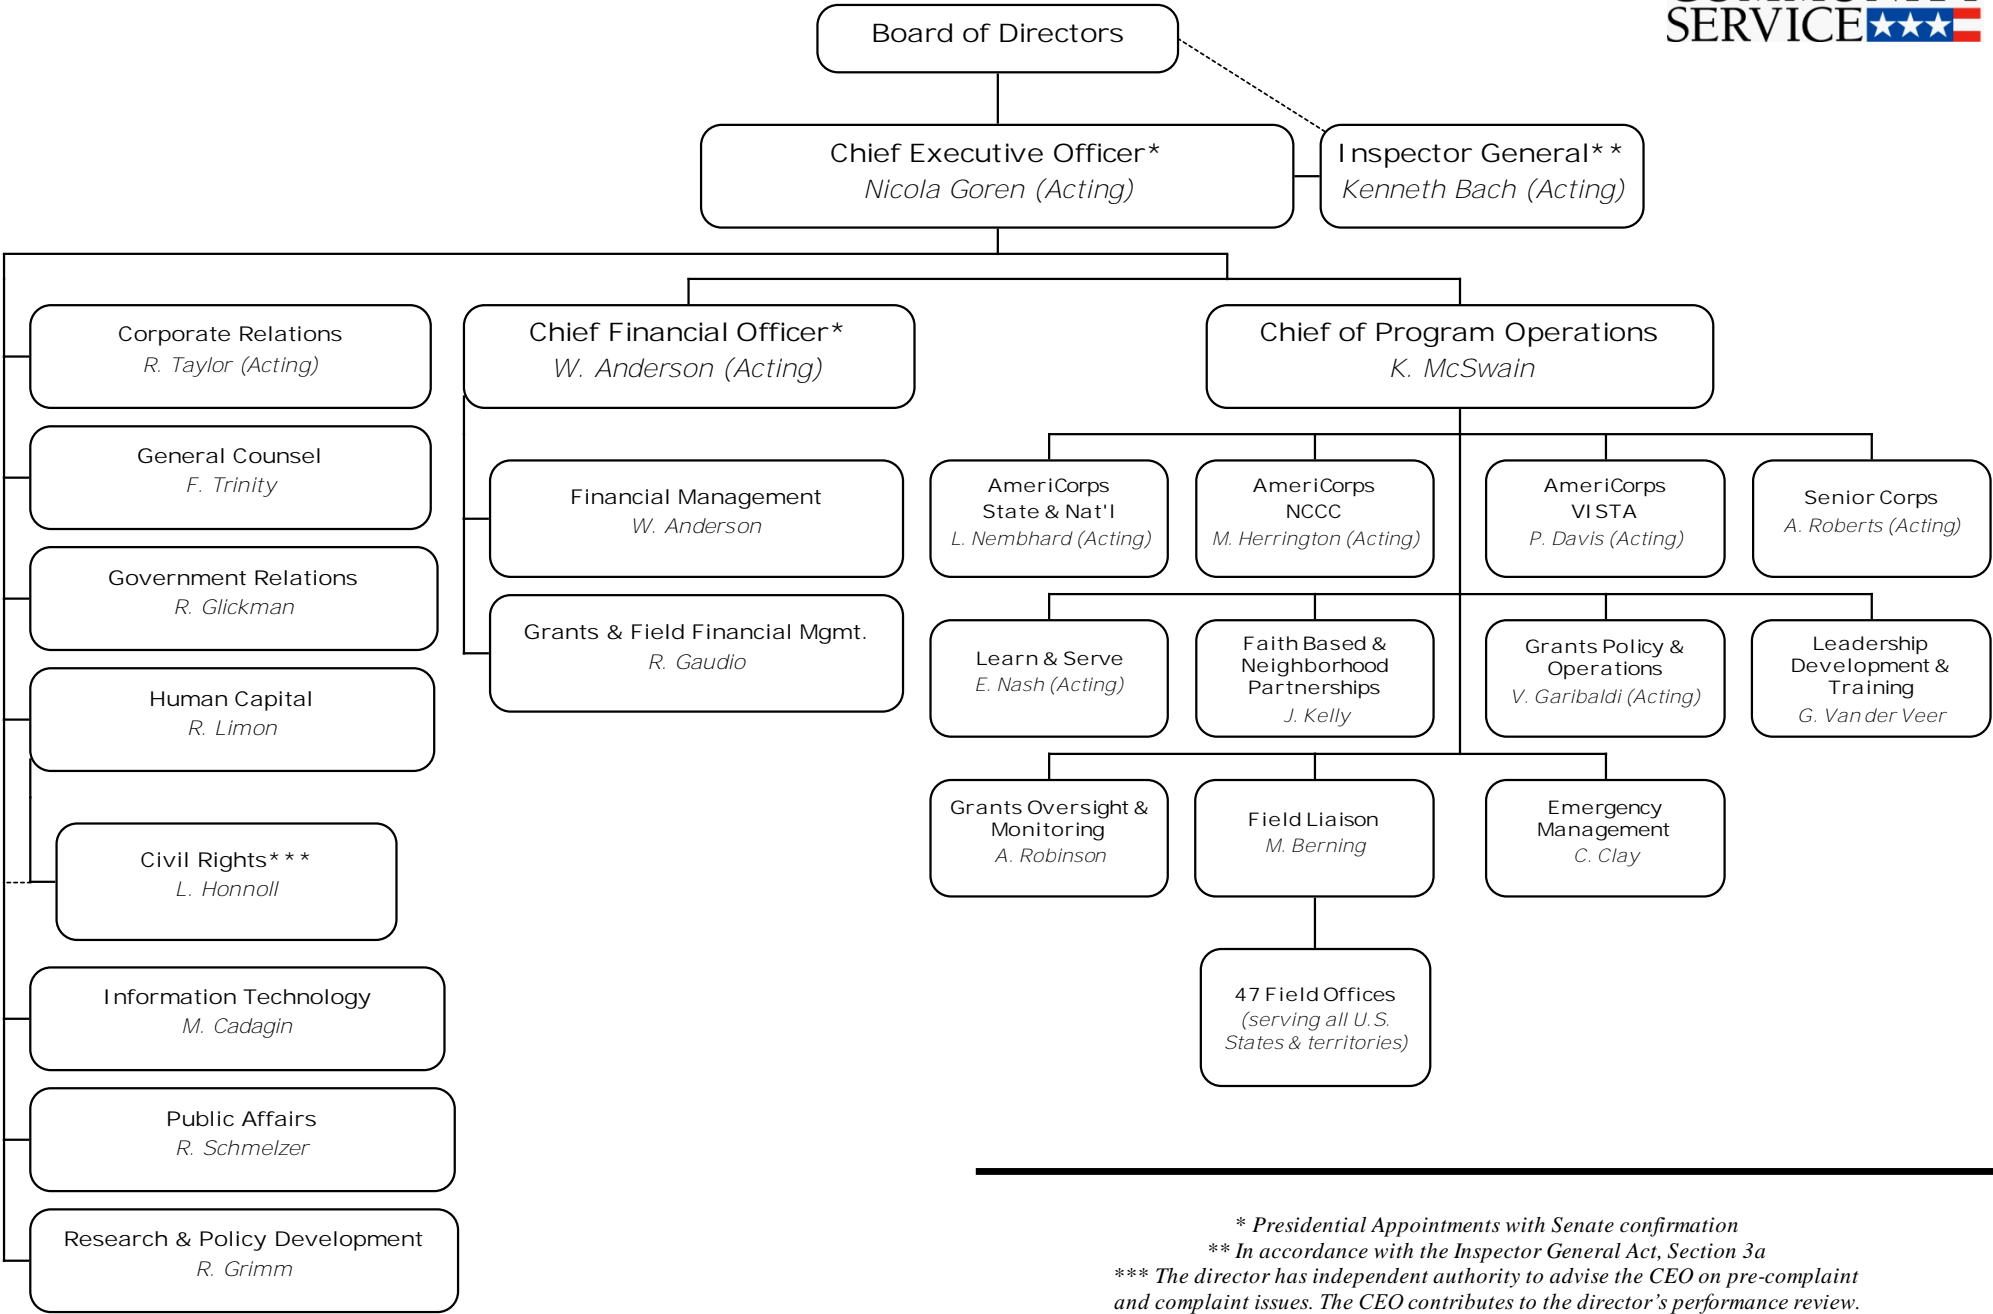 SERVICE
Board of Directors
Chief Executive Officer*
Nicola Goren (Acting)
Inspector General**
Kenneth Bach (Acting)
Corporate Relations
R. Taylor (Acting)
General Counsel
F. Trinity
Government Relations
R. Glickman
Human Capital
R. Limon
Civil Rights***
L. Honnoll
Information Technology
M. Cadagin
Public Affairs
R. Schmelzer
Research & Policy Development
R. Grimm
Chief Financial Officer*
W. Anderson (Acting)
Financial Management
W. Anderson
Grants & Field Financial Mgmt.
R. Gaudio
Chief of Program Operations
K. McSwain
AmeriCorps
State & Nat'l
L. Nembhard (Acting)
AmeriCorps
NCCC
M. Herrington (Acting)
AmeriCorps
VISTA
P. Davis (Acting)
Senior Corps
A. Roberts (Acting)
Learn & Serve
E. Nash (Acting)
Faith Based &
Neighborhood
Partnerships
J. Kelly
Grants Policy &
Operations
V. Garibaldi (Acting)
Leadership
Development &
Training
G. Van der Veer
Grants Oversight &
Monitoring
A. Robinson
Field Liaison
M. Berning
Emergency
Management
C. Clay
47 Field Offices
(serving all U.S.
States & territories)
* Presidential Appointments with Senate confirmation
** In accordance with the Inspector General Act, Section 3a
*** The director has independent authority to advise the CEO on pre-complaint
and complaint issues. The CEO contributes to the director’s performance review.